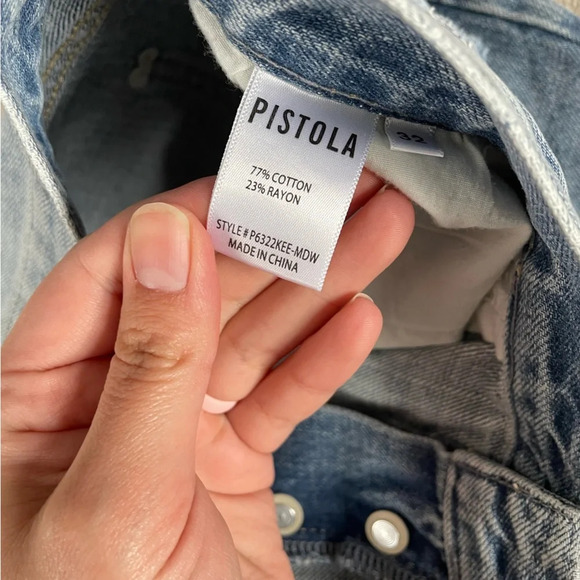 PISTOLA
32
77% COTTON
23% RAYON
STYLE# P6322KEE-MDW
MADE IN CHINA